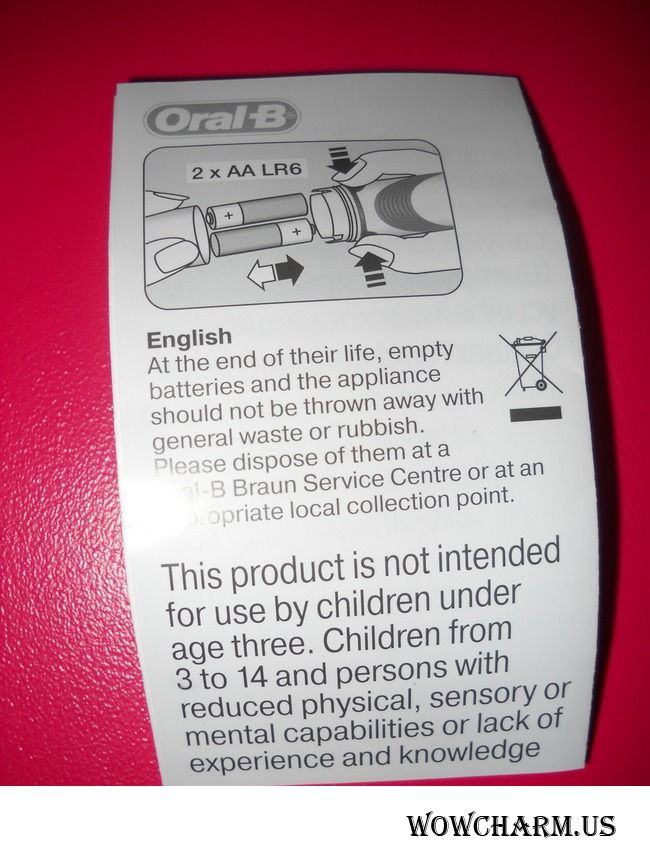 Oral-B
2 x AA LR6
+
+
English
At the end of their life, empty
batteries and the appliance
should not be thrown away with
general waste or rubbish.
Please dispose of them at a
Braun Service Centre or at an
local collection point.
This product is not intended
for use by children under
age three. Children from
3 to 14 and persons with
reduced physical, sensory or
mental capabilities or lack of
experience and knowledge
WOWCHARM.US